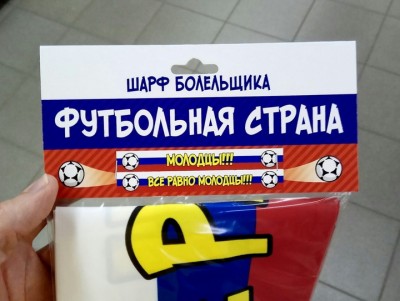 ШАРФ БОЛЕЛЬЩИКА
ФУТБОЛЬНАЯ СТРАНА
МОЛОДЦЫ!!!
ВСЕ РАВНО МОЛОДЦЫ!!!
Р